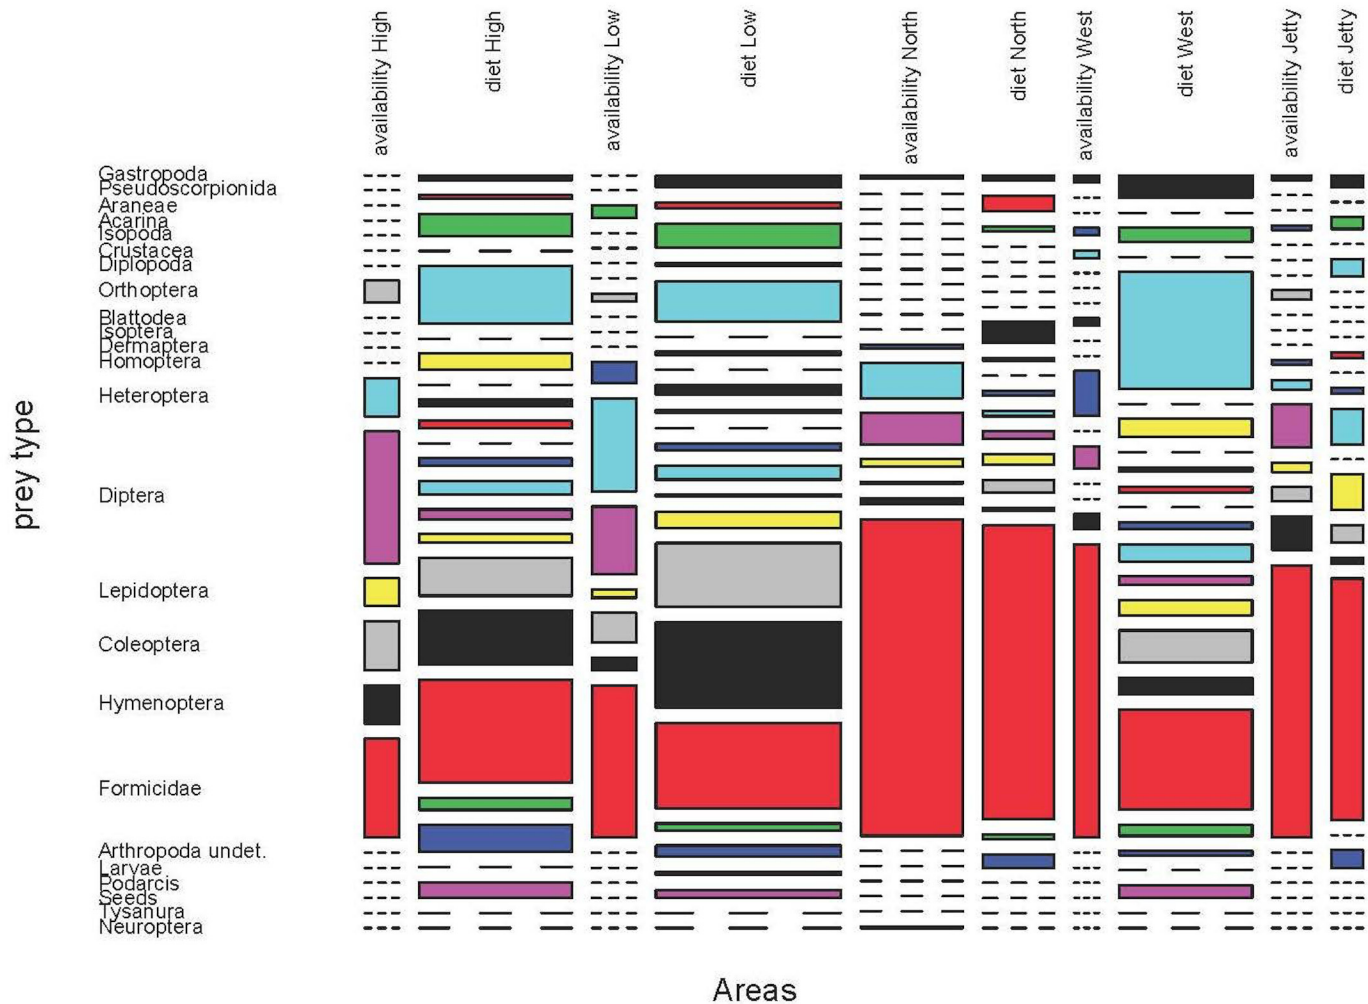 availability High
diet High
availability Low
diet Low
availability North
diet North
availability West
diet West
availability Jetty
diet Jetty
Gastropoda
Pseudoscorpionida
Araneae
Acarina
Isopoda
Crustacea
Diplopoda
Orthoptera
Blattodea
Isoptera
Dermaptera
Homoptera
Heteroptera
prey type
Diptera
Lepidoptera
Coleoptera
Hymenoptera
Formicidae
Arthropoda undet.
Larvae
Podarcis
Seeds
Tysanura
Neuroptera
Areas